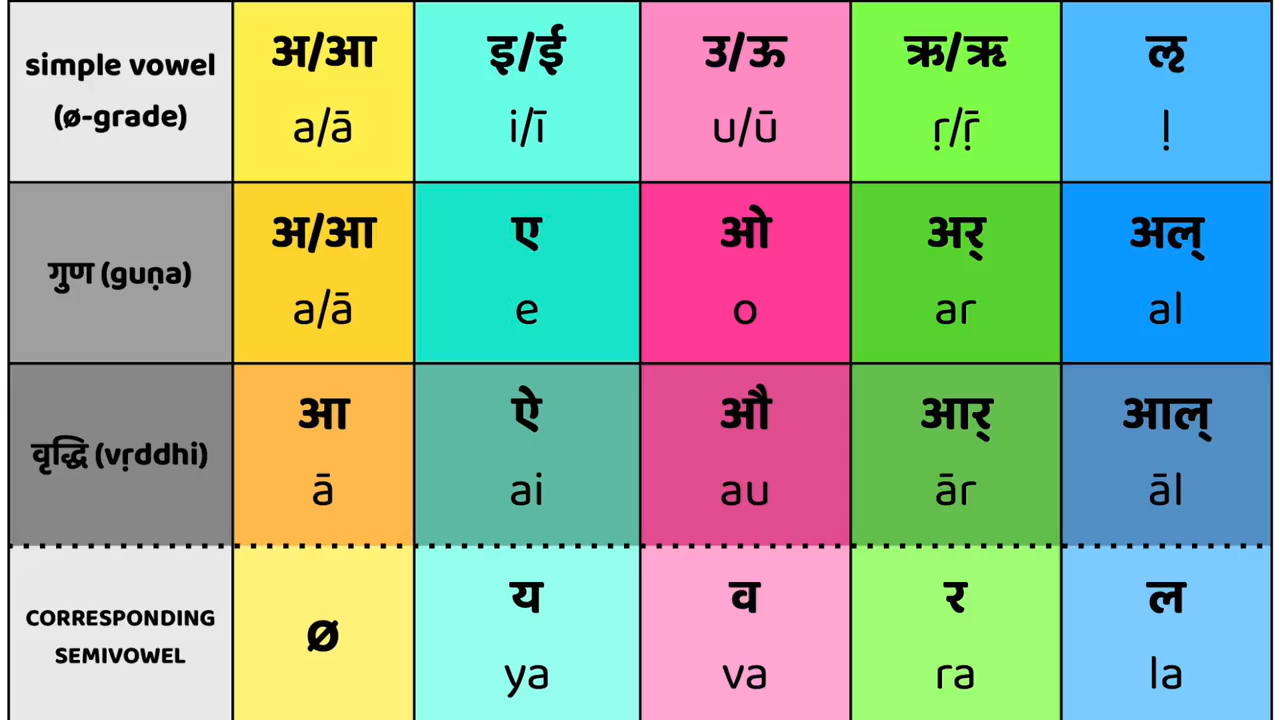 simple vowel
(ø-grade)
अ/आ
a/ā
इ/ई
i/ī
उ/ऊ
u/ū
ऋ/ॠ
ṛ/ṝ
ऌ
ḷ
गुण (guṇa)
अ/आ
a/ā
ए
e
ओ
o
अर्
ar
अल्
al
वृद्धि (vṛddhi)
आ
ā
ऐ
ai
औ
au
आर्
ār
आल्
āl
CORRESPONDING
SEMIVOWEL
ø
य
ya
व
va
र
ra
ल
la